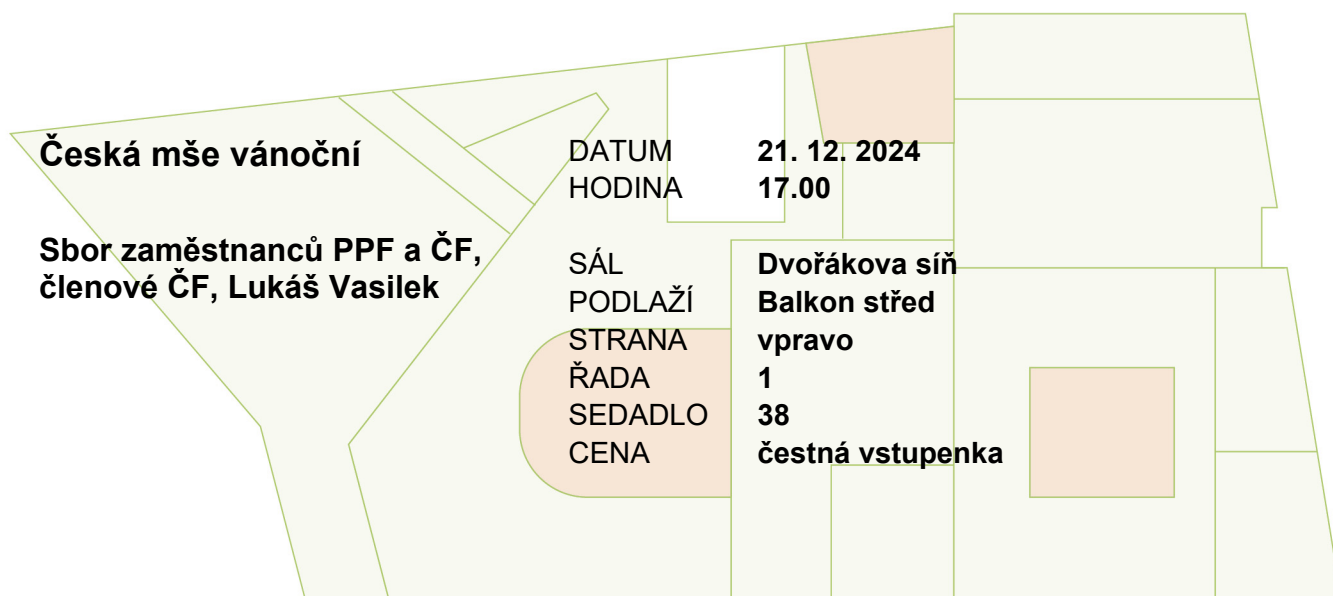 Česká mše vánoční
Sbor zaměstnanců PPF a ČF,
členové ČF, Lukáš Vasilek
DATUM 21. 12. 2024
HODINA 17.00
SÁL Dvořákova síň
PODLAŽÍ Balkon střed
STRANA vpravo
ŘADA 1
SEDADLO 38
CENA čestná vstupenka